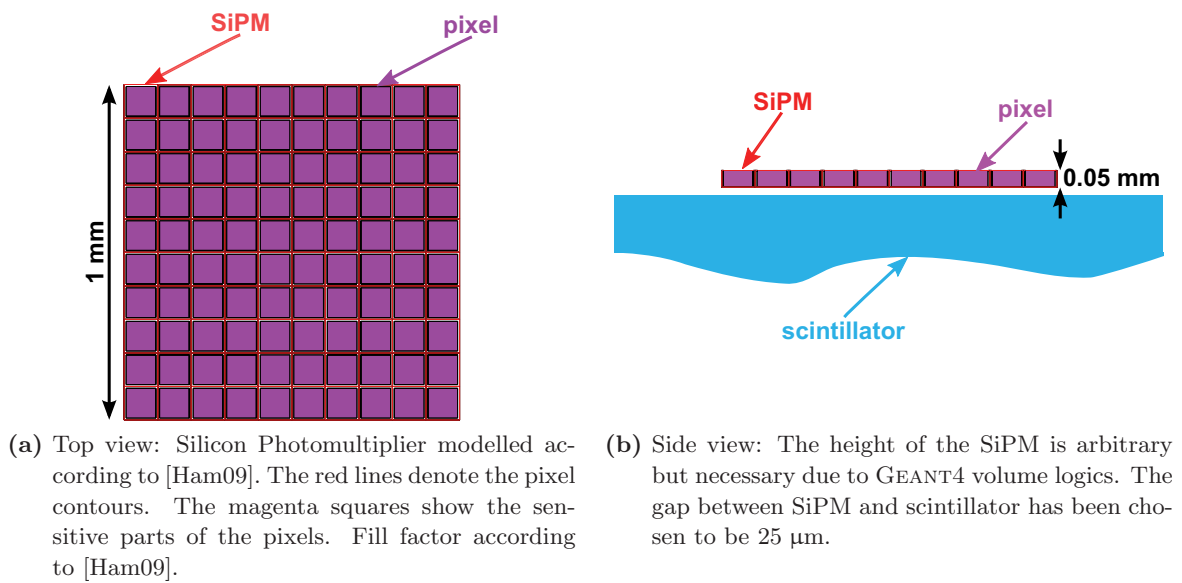 SiPM
pixel
1 mm
SiPM
pixel
0.05 mm
scintillator
(a) Top view: Silicon Photomultiplier modelled ac-
cording to [Ham09]. The red lines denote the pixel
contours. The magenta squares show the sen-
sitive parts of the pixels. Fill factor according
to [Ham09].
(b) Side view: The height of the SiPM is arbitrary
but necessary due to GEANT4 volume logics. The
gap between SiPM and scintillator has been cho-
sen to be 25 μm.